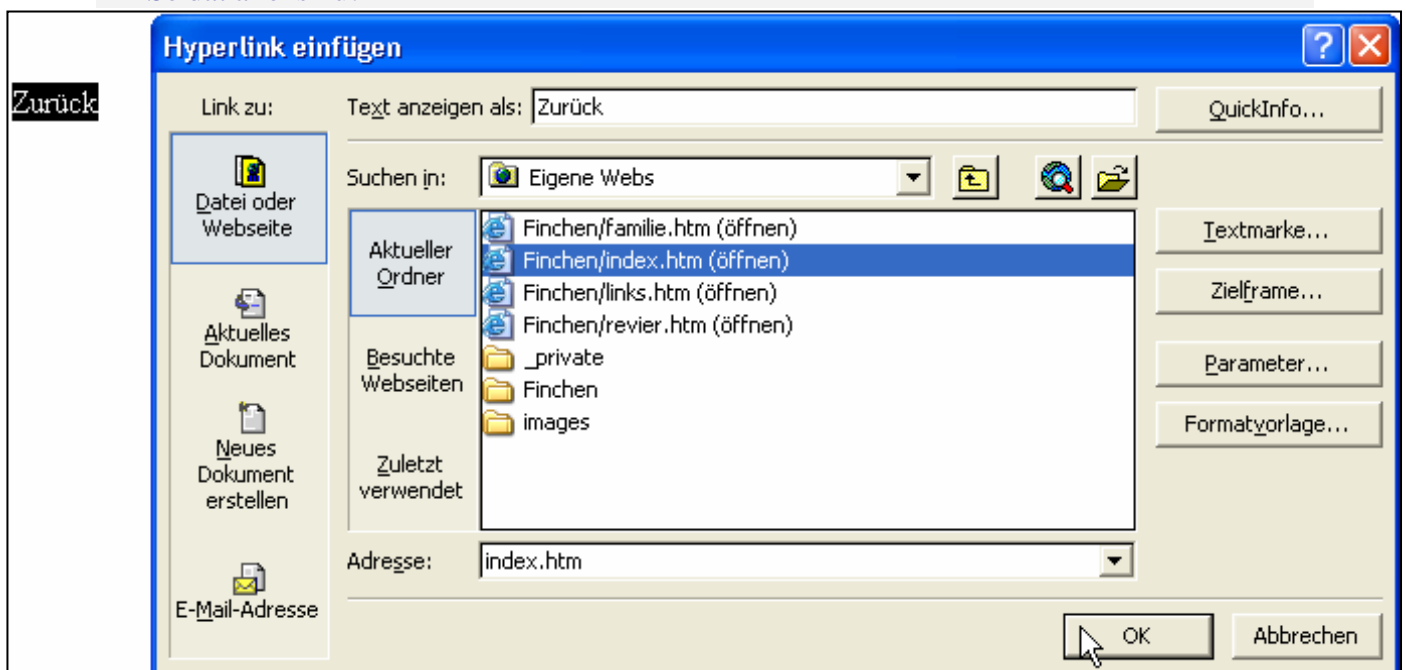 Hyperlink einfügen
Zurück
Link zu:
Text anzeigen als: Zurück
QuickInfo...
Datei oder
Webseite
Suchen in: Eigene Webs
Aktueller
Ordner
Finchen/familie.htm (öffnen)
Finchen/index.htm (öffnen)
Finchen/links.htm (öffnen)
Finchen/revier.htm (öffnen)
_private
Finchen
images
Textmarke...
Zielframe...
Parameter...
Formatvorlage...
Aktuelles
Dokument
Besuchte
Webseiten
Neues
Dokument
erstellen
Zuletzt
verwendet
Adresse: index.htm
E-Mail-Adresse
OK
Abbrechen